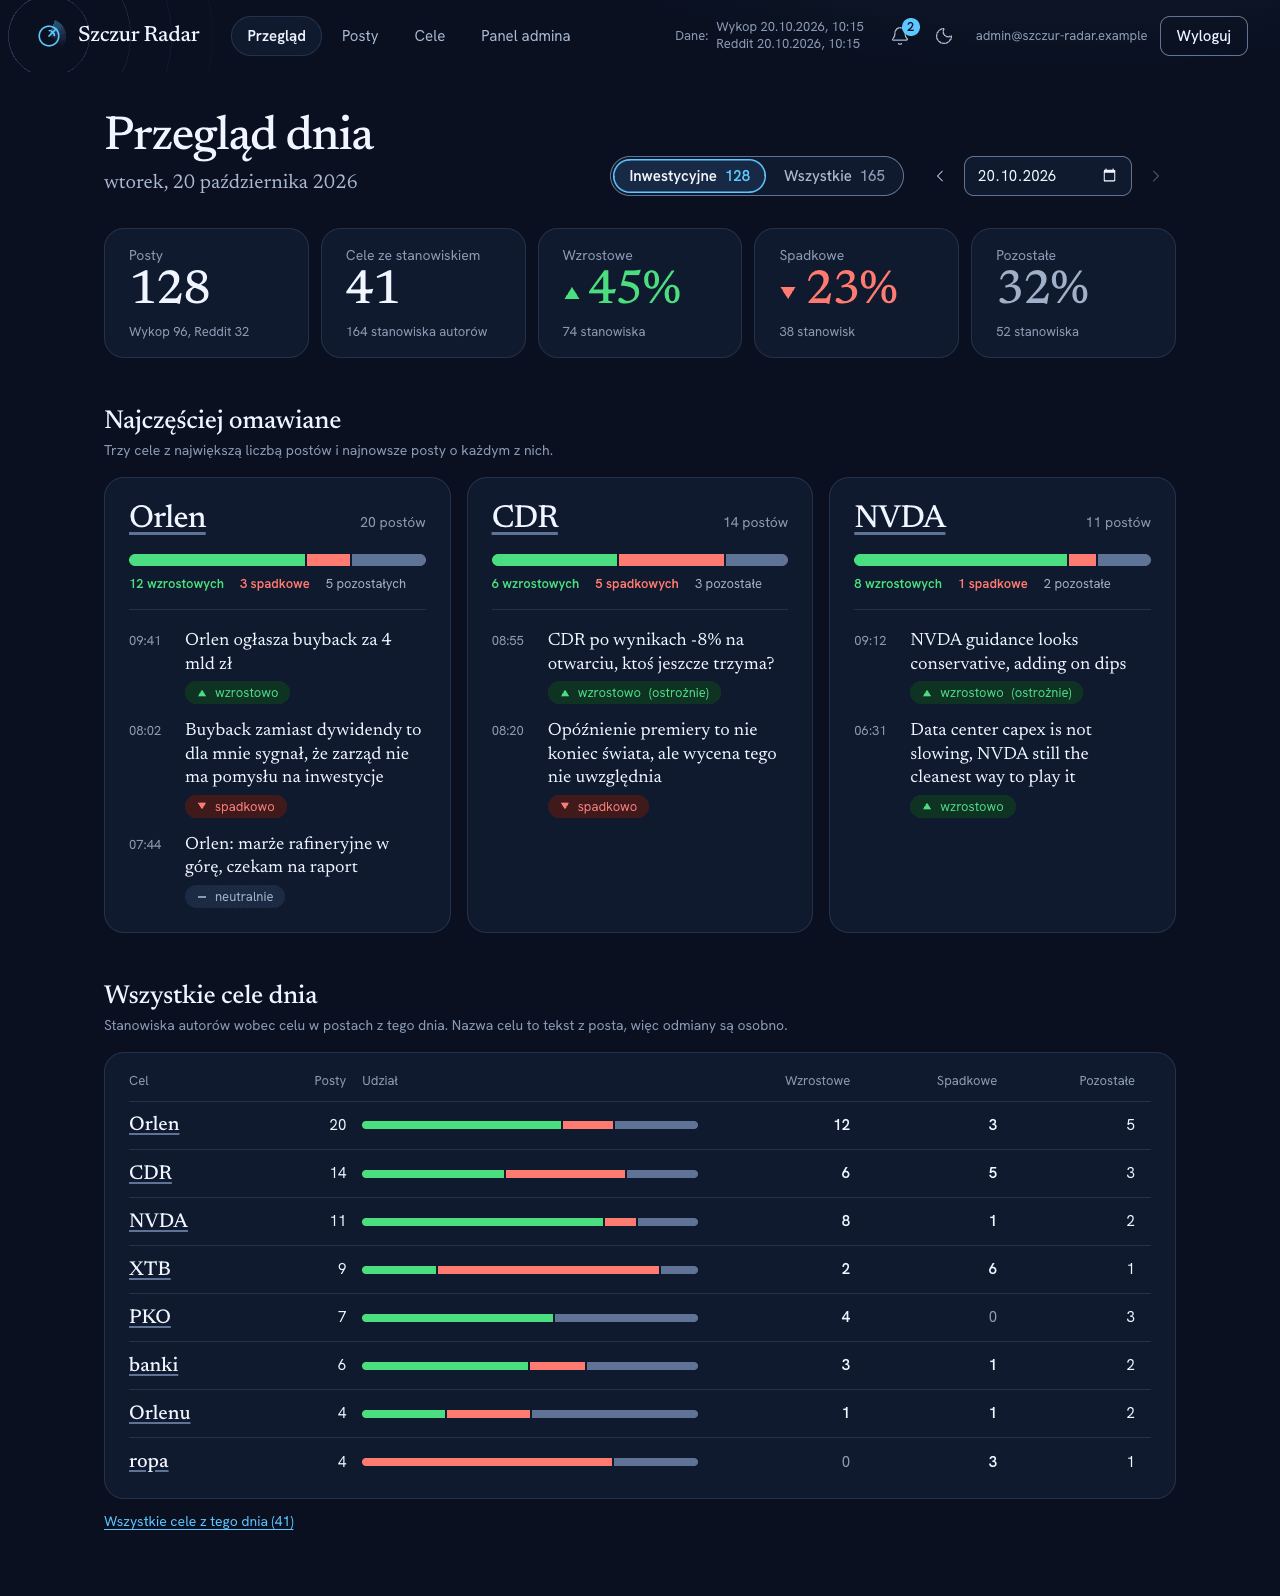 Szczur Radar
Przegląd
Posty
Cele
Panel admina
Dane:
Wykop 20.10.2026, 10:15
Reddit 20.10.2026, 10:15
2
admin@szczur-radar.example
Wyloguj
Przegląd dnia
wtorek, 20 października 2026
Inwestycyjne 128
Wszystkie 165
20.10.2026
Posty
128
Wykop 96, Reddit 32
Cele ze stanowiskiem
41
164 stanowiska autorów
Wzrostowe
45%
74 stanowiska
Spadkowe
23%
38 stanowisk
Pozostałe
32%
52 stanowiska
Najczęściej omawiane
Trzy cele z największą liczbą postów i najnowsze posty o każdym z nich.
Orlen
20 postów
12 wzrostowych 3 spadkowe 5 pozostałych
09:41
Orlen ogłasza buyback za 4
mld zł
wzrostowo
08:02
Buyback zamiast dywidendy to
dla mnie sygnał, że zarząd nie
ma pomysłu na inwestycje
spadkowo
07:44
Orlen: marże rafineryjne w
górę, czekam na raport
neutralnie
CDR
14 postów
6 wzrostowych 5 spadkowych 3 pozostałe
08:55
CDR po wynikach -8% na
otwarciu, ktoś jeszcze trzyma?
wzrostowo (ostrożnie)
08:20
Opóźnienie premiery to nie
koniec świata, ale wycena tego
nie uwzględnia
spadkowo
NVDA
11 postów
8 wzrostowych 1 spadkowe 2 pozostałe
09:12
NVDA guidance looks
conservative, adding on dips
wzrostowo (ostrożnie)
06:31
Data center capex is not
slowing, NVDA still the
cleanest way to play it
wzrostowo
Wszystkie cele dnia
Stanowiska autorów wobec celu w postach z tego dnia. Nazwa celu to tekst z posta, więc odmiany są osobno.
Cel Posty Udział Wzrostowe Spadkowe Pozostałe
Orlen 20 12 3 5
CDR 14 6 5 3
NVDA 11 8 1 2
XTB 9 2 6 1
PKO 7 4 0 3
banki 6 3 1 2
Orlenu 4 1 1 2
ropa 4 0 3 1
Wszystkie cele z tego dnia (41)